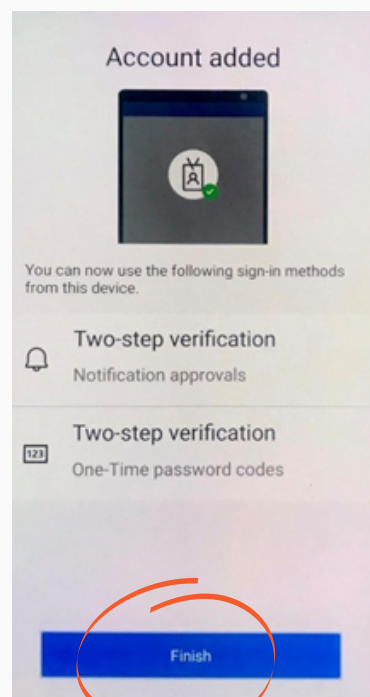 Account added
You can now use the following sign-in methods
from this device.
Two-step verification
Notification approvals
123
Two-step verification
One-Time password codes
Finish